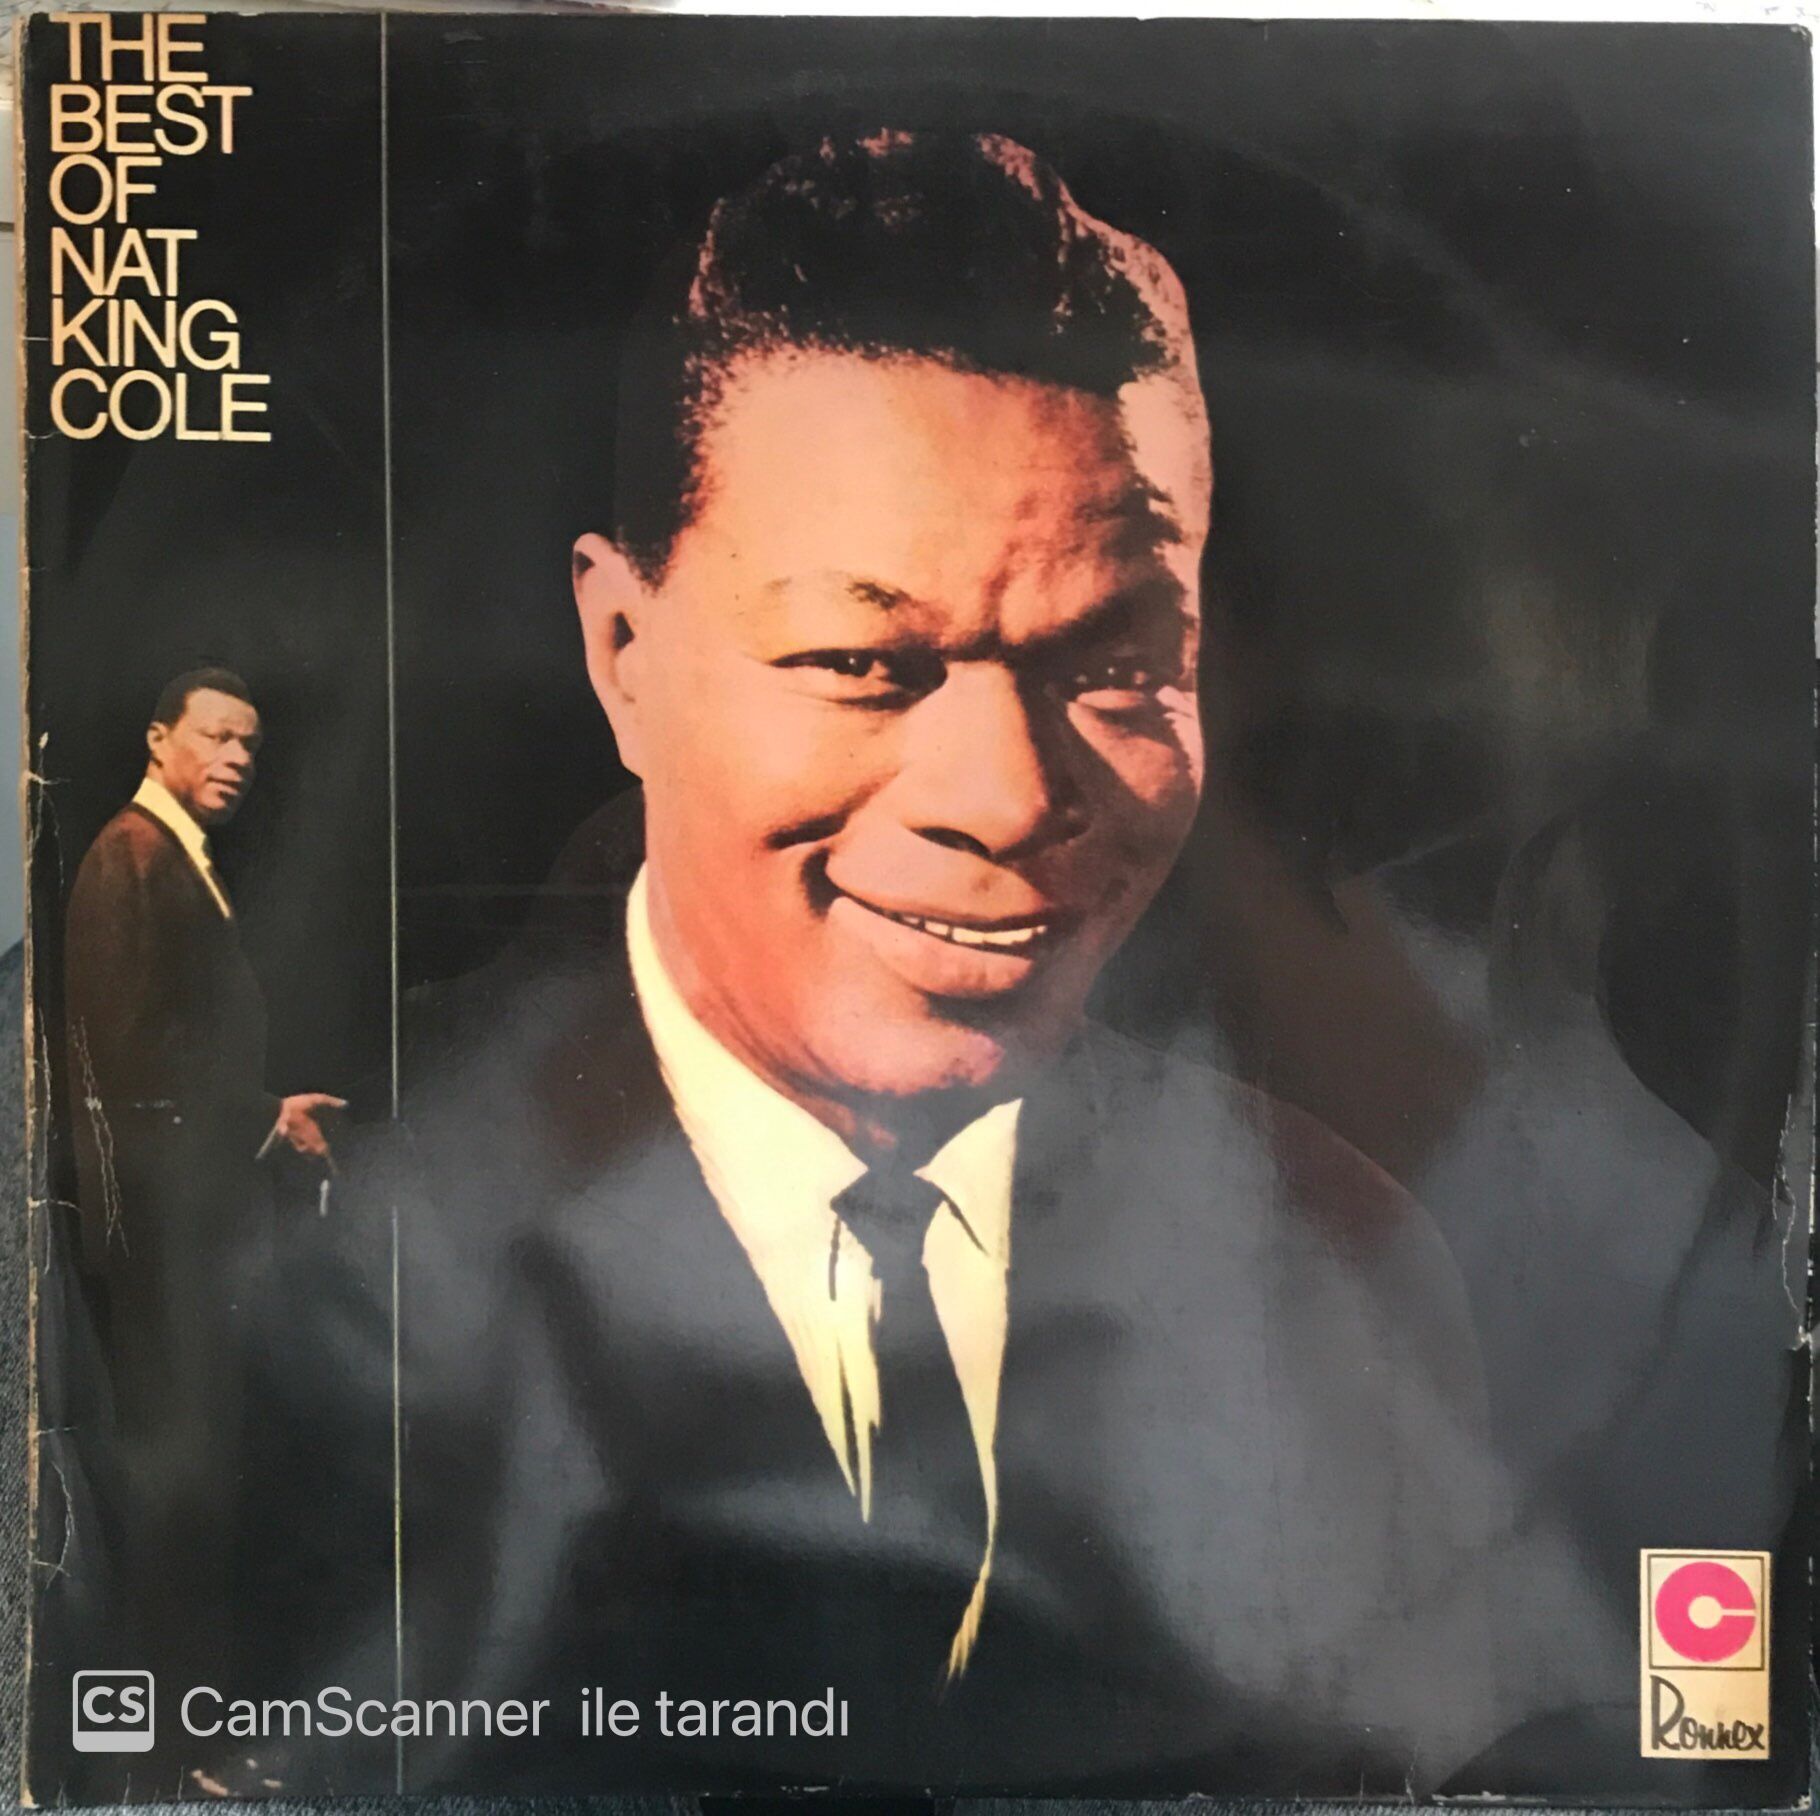 THE
BEST
OF
NAT
KING
COLE
C
Ronnex
CS CamScanner ile tarandı